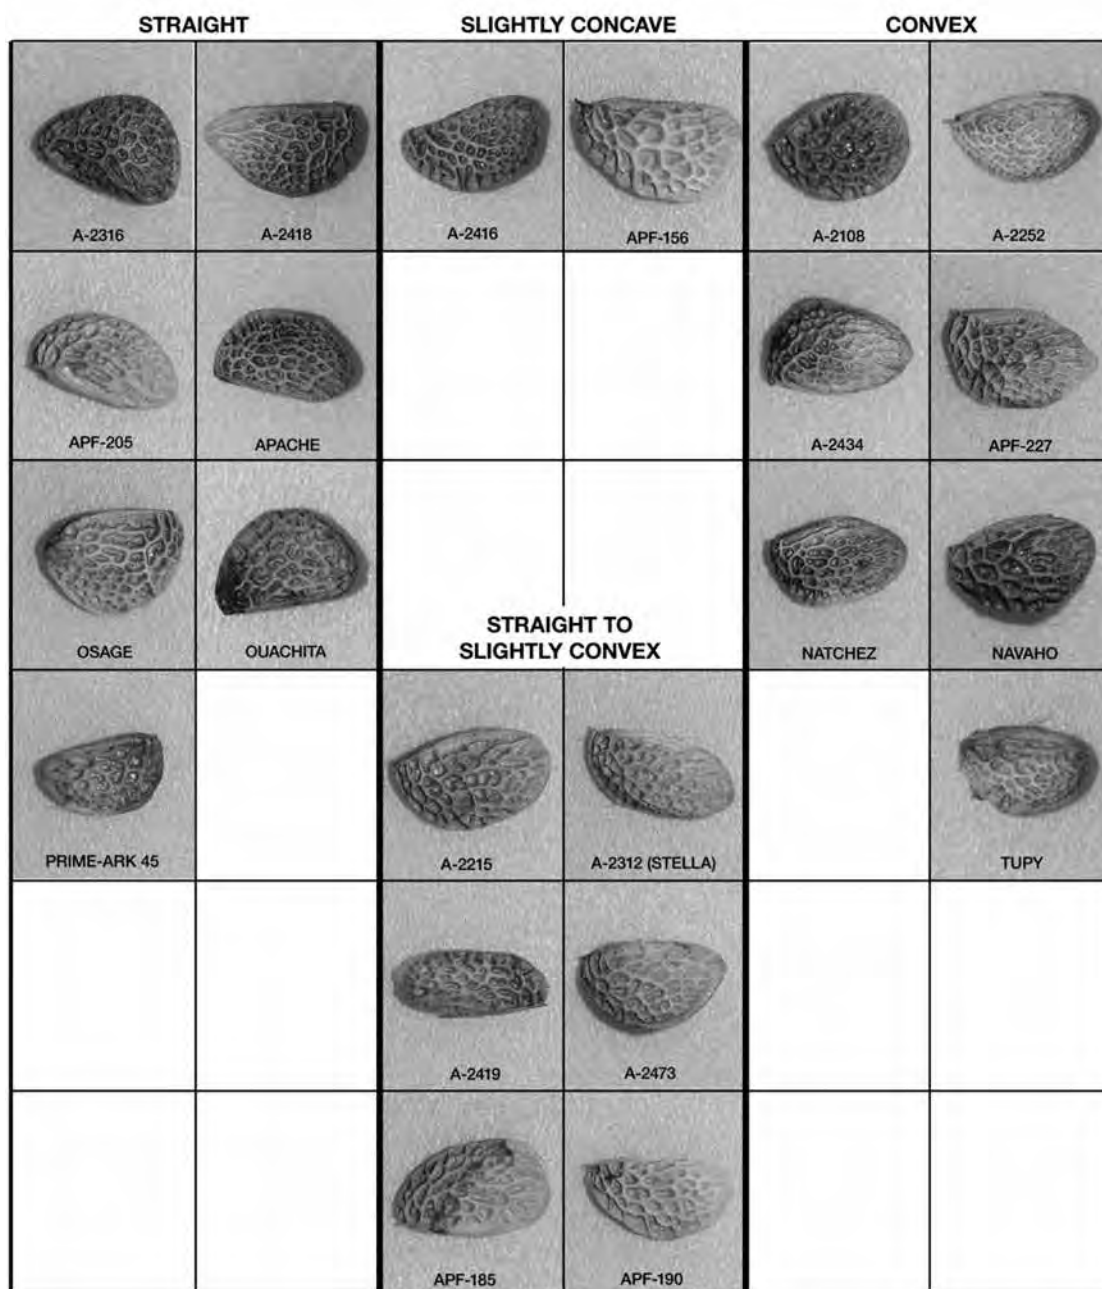 STRAIGHT
SLIGHTLY CONCAVE
CONVEX
A-2316
A-2418
A-2416
APF-156
A-2108
A-2252
APF-205
APACHE
A-2434
APF-227
OSAGE
OUACHITA
STRAIGHT TO
SLIGHTLY CONVEX
NATCHEZ
NAVAHO
PRIME-ARK 45
A-2215
A-2312 (STELLA)
TUPY
A-2419
A-2473
APF-185
APF-190